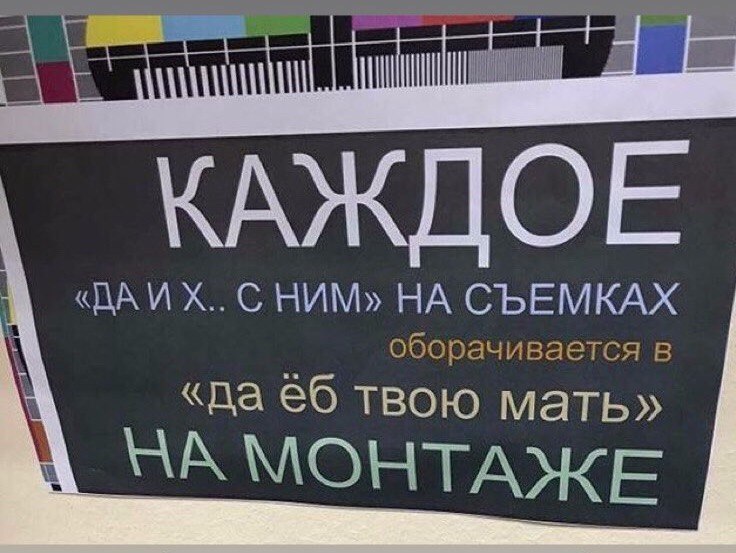 КАЖДОЕ
«ДА И Х.. С НИМ» НА СЪЕМКАХ
оборачивается в
«да ёб твою мать»
НА МОНТАЖЕ